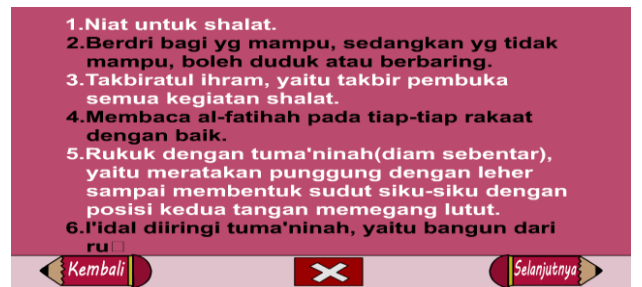 1.Niat untuk shalat.
2.Berdri bagi yg mampu, sedangkan yg tidak
mampu, boleh duduk atau berbaring.
3.Takbiratul ihram, yaitu takbir pembuka
semua kegiatan shalat.
4.Membaca al-fatihah pada tiap-tiap rakaat
dengan baik.
5.Rukuk dengan tuma'ninah(diam sebentar),
yaitu meratakan punggung dengan leher
sampai membentuk sudut siku-siku dengan
posisi kedua tangan memegang lutut.
6.I'idal diiringi tuma'ninah, yaitu bangun dari
ru
Kembali
Selanjutnya